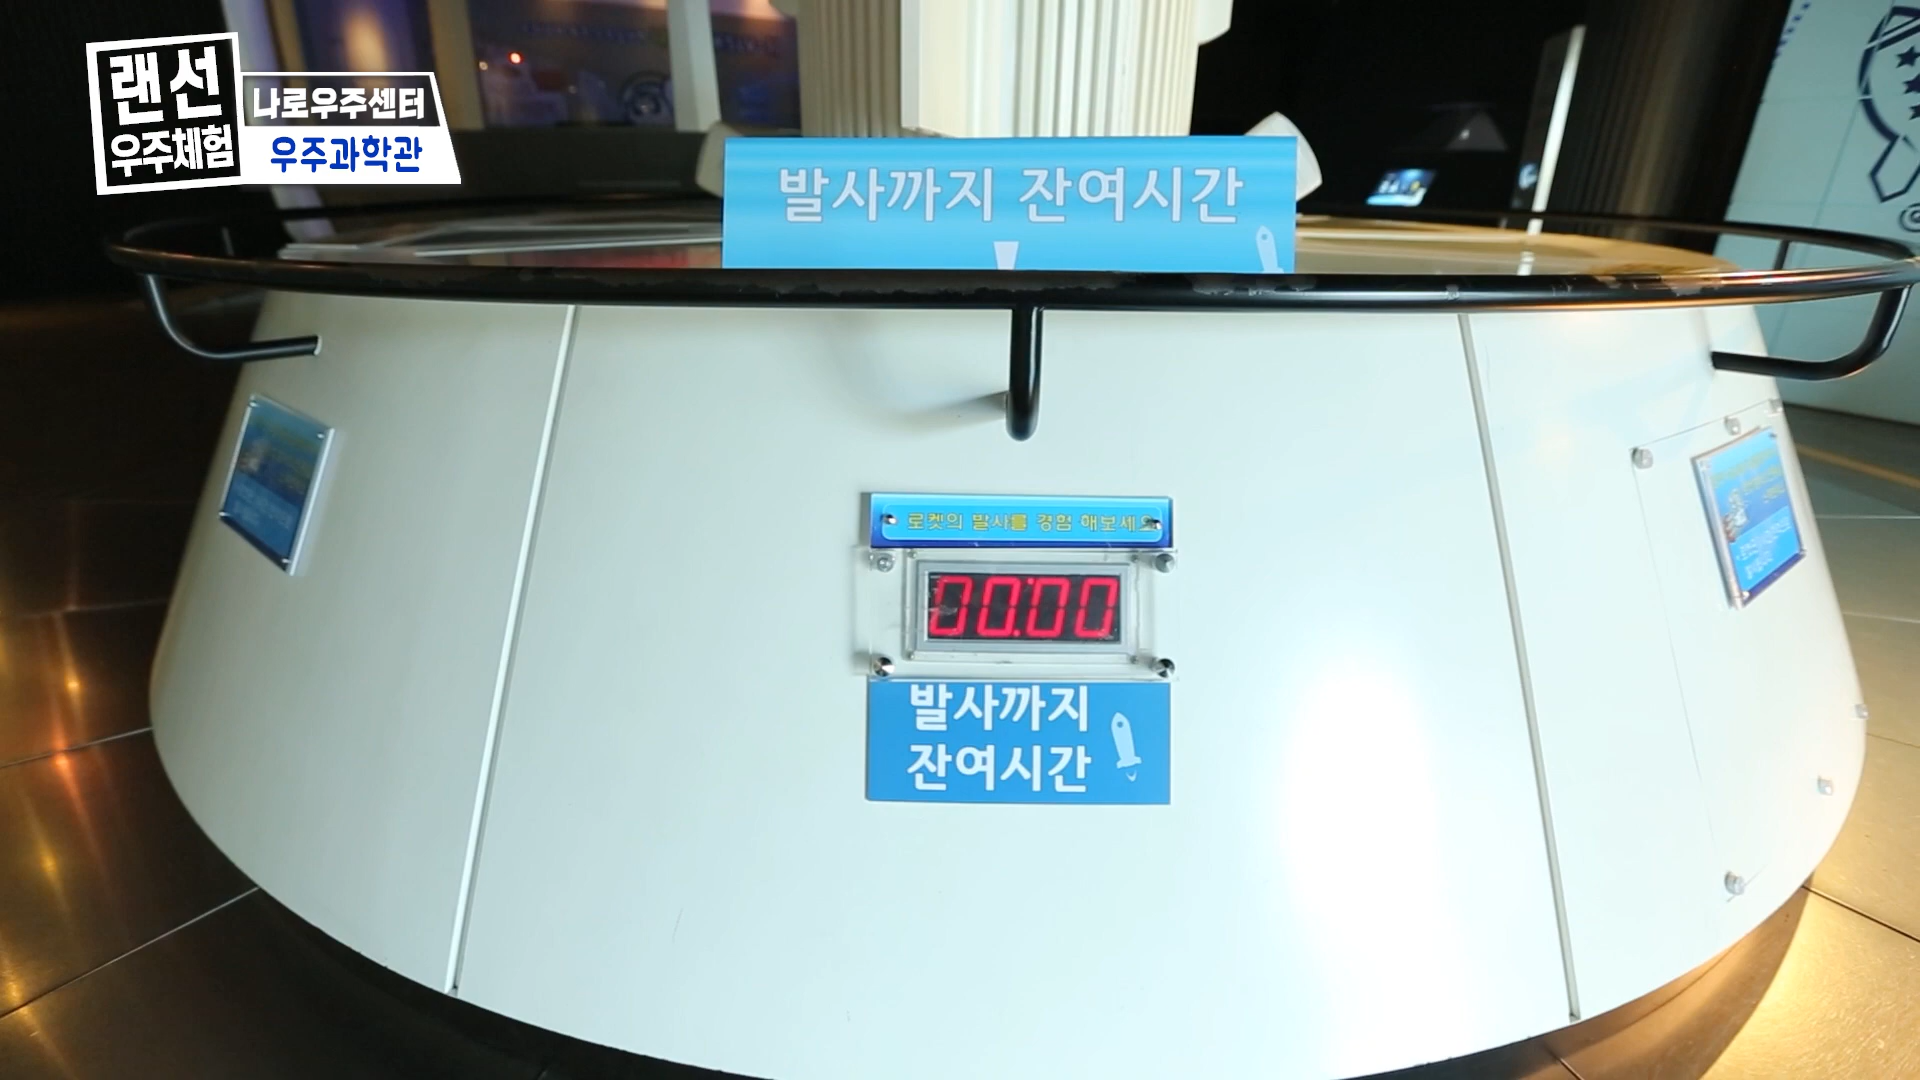 랜선
우주체험
나로우주센터
우주과학관
발사까지 잔여시간
로켓의 발사를 경험 해보세요
00:00
발사까지
잔여시간